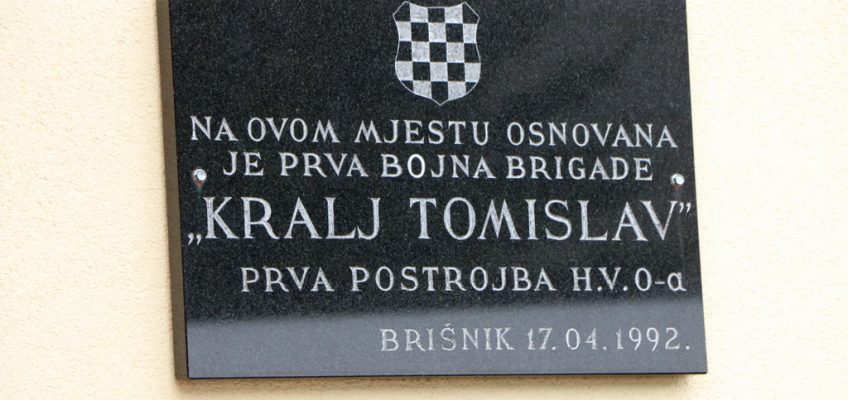 NA OVOM MJESTU OSNOVANA
JE PRVA BOJNA BRIGADE
„KRALJ TOMISLAV”
PRVA POSTROJBA H.V.O-a
BRIŠNIK 17.04.1992.